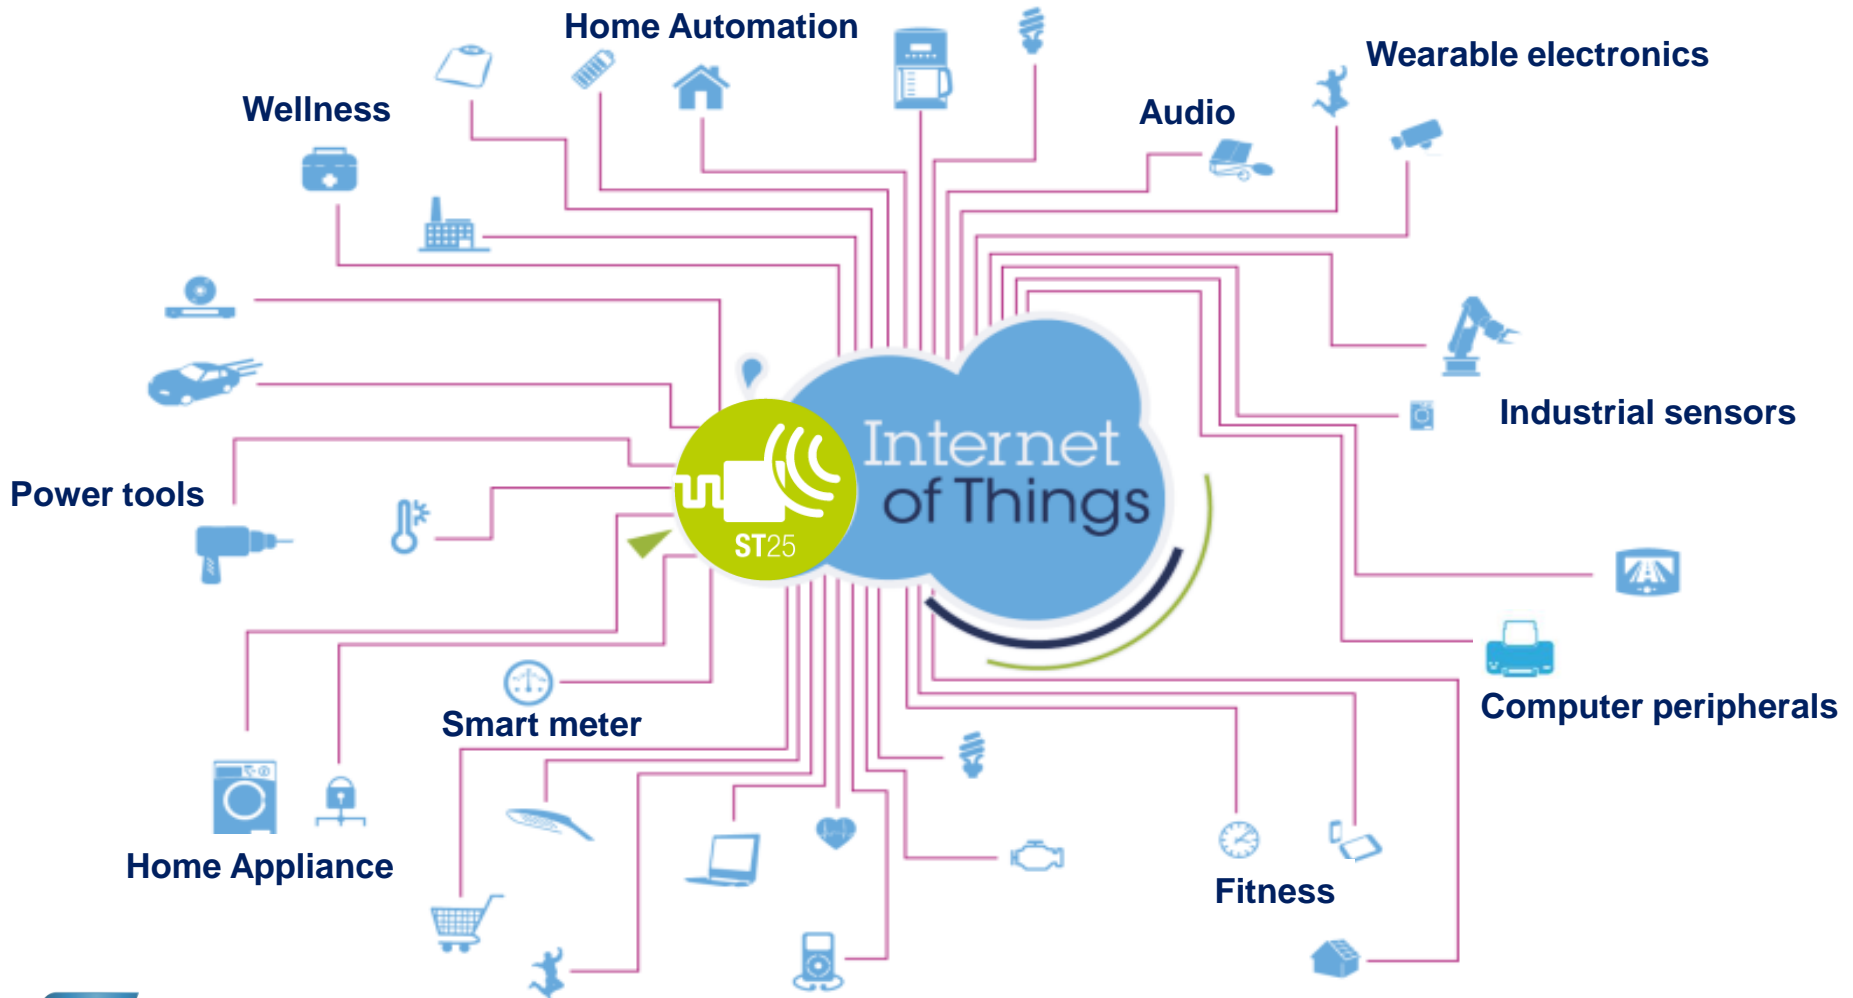 Home Automation
Wearable electronics
Wellness
Audio
Industrial sensors
Internet
of Things
Power tools
ST25
Smart meter
Computer peripherals
Home Appliance
Fitness